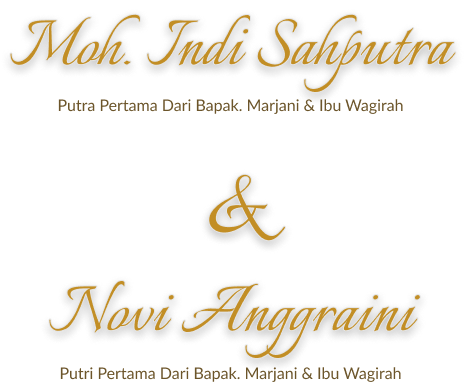 Moh. Indi Sahputra
Putra Pertama Dari Bapak. Marjani & Ibu Wagirah
&
Novi Anggraini
Putri Pertama Dari Bapak. Marjani & Ibu Wagirah